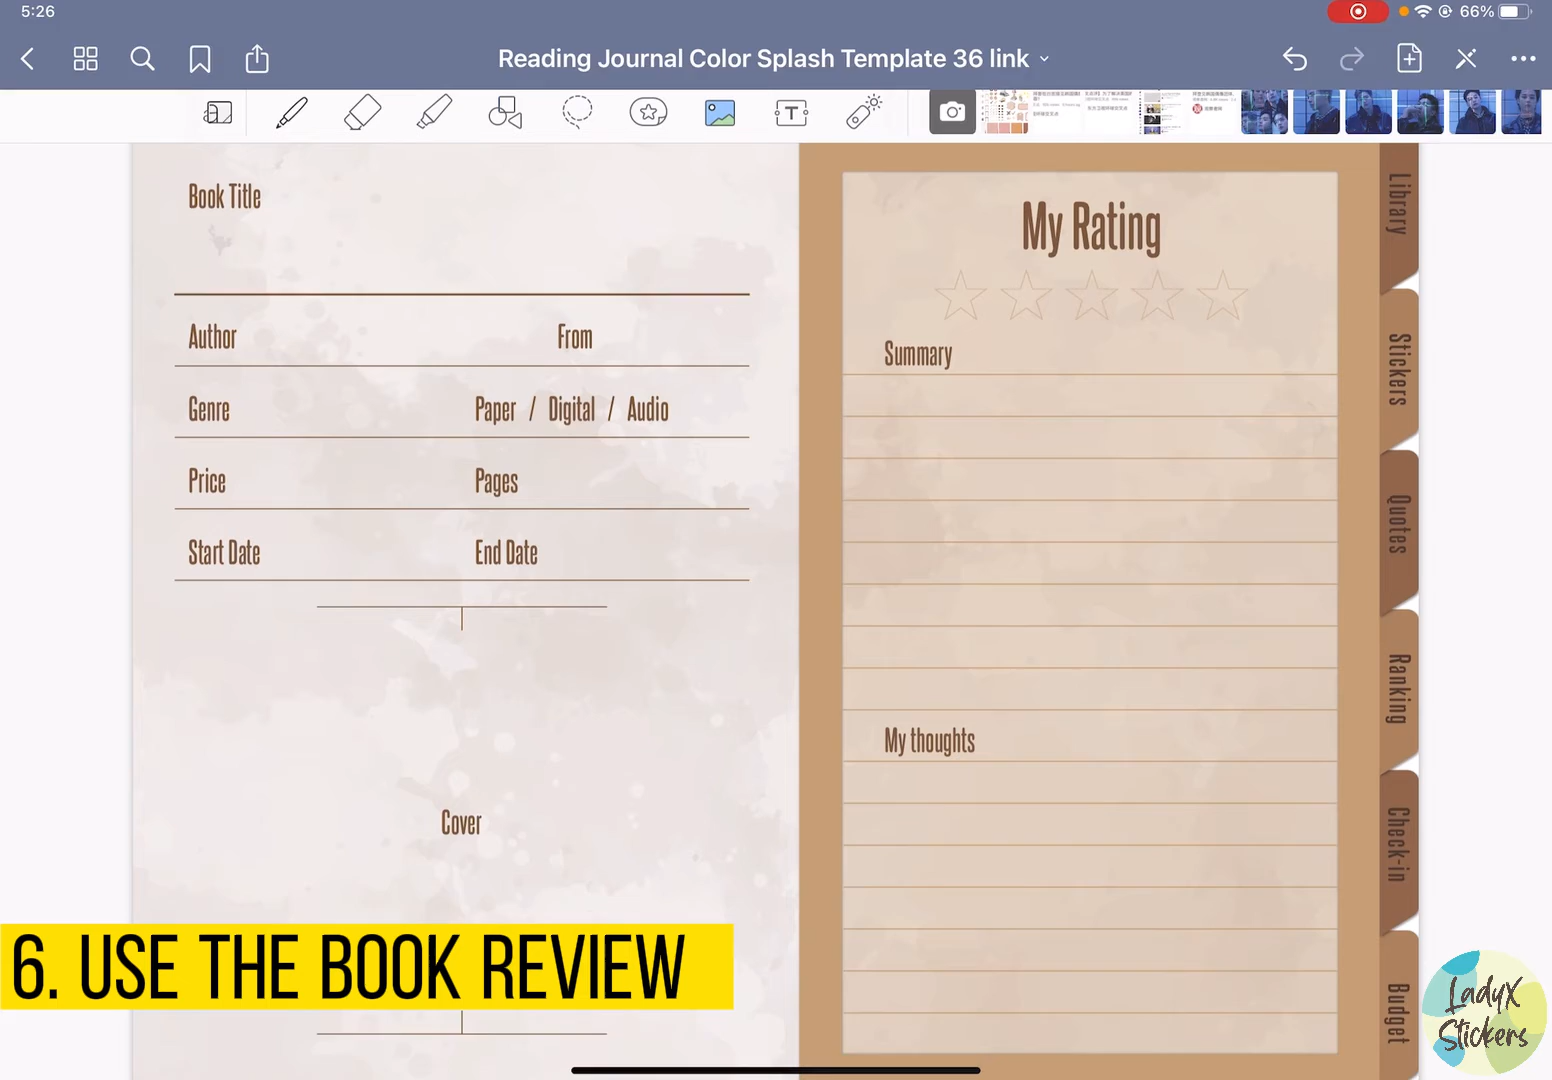 5:26
66%
Reading Journal Color Splash Template 36 link
Book Title
Author From
Genre Paper / Digital / Audio
Price Pages
Start Date End Date
Cover
My Rating
Summary
My thoughts
Library
Stickers
Quotes
Ranking
Check-in
Budget
6. USE THE BOOK REVIEW
LadyX
Stickers